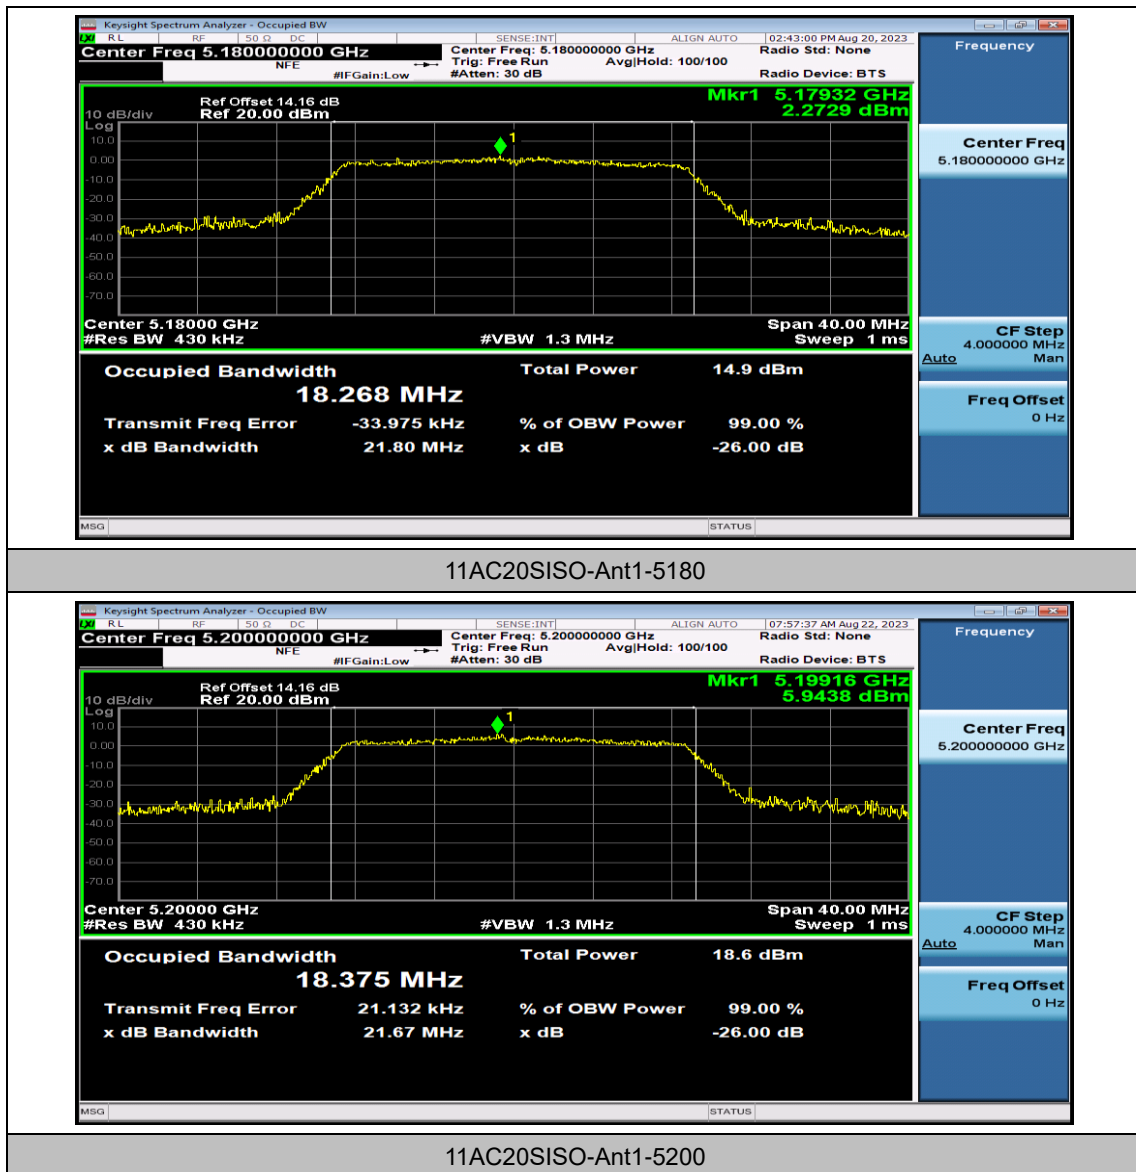 Keysight Spectrum Analyzer - Occupied BW
LXI RL RF 50 Ω DC SENSE:INT ALIGN AUTO 02:43:00 PM Aug 20, 2023
Center Freq 5.180000000 GHz Center Freq: 5.180000000 GHz Radio Std: None
NFE Trig: Free Run Avg|Hold: 100/100
#IFGain:Low #Atten: 30 dB Radio Device: BTS
Frequency
Mkr1 5.17932 GHz
2.2729 dBm
Ref Offset 14.16 dB
10 dB/div Ref 20.00 dBm
Log
10.0
0.00
-10.0
-20.0
-30.0
-40.0
-50.0
-60.0
-70.0
1
Center Freq
5.180000000 GHz
Center 5.18000 GHz Span 40.00 MHz
#Res BW 430 kHz #VBW 1.3 MHz Sweep 1 ms
CF Step
4.000000 MHz
Auto Man
Occupied Bandwidth Total Power 14.9 dBm
18.268 MHz
Transmit Freq Error -33.975 kHz % of OBW Power 99.00 %
x dB Bandwidth 21.80 MHz x dB -26.00 dB
Freq Offset
0 Hz
MSG STATUS
11AC20SISO-Ant1-5180
Keysight Spectrum Analyzer - Occupied BW
LXI RL RF 50 Ω DC SENSE:INT ALIGN AUTO 07:57:37 AM Aug 22, 2023
Center Freq 5.200000000 GHz Center Freq: 5.200000000 GHz Radio Std: None
NFE Trig: Free Run Avg|Hold: 100/100
#IFGain:Low #Atten: 30 dB Radio Device: BTS
Frequency
Mkr1 5.19916 GHz
5.9438 dBm
Ref Offset 14.16 dB
10 dB/div Ref 20.00 dBm
Log
10.0
0.00
-10.0
-20.0
-30.0
-40.0
-50.0
-60.0
-70.0
1
Center Freq
5.200000000 GHz
Center 5.20000 GHz Span 40.00 MHz
#Res BW 430 kHz #VBW 1.3 MHz Sweep 1 ms
CF Step
4.000000 MHz
Auto Man
Occupied Bandwidth Total Power 18.6 dBm
18.375 MHz
Transmit Freq Error 21.132 kHz % of OBW Power 99.00 %
x dB Bandwidth 21.67 MHz x dB -26.00 dB
Freq Offset
0 Hz
MSG STATUS
11AC20SISO-Ant1-5200